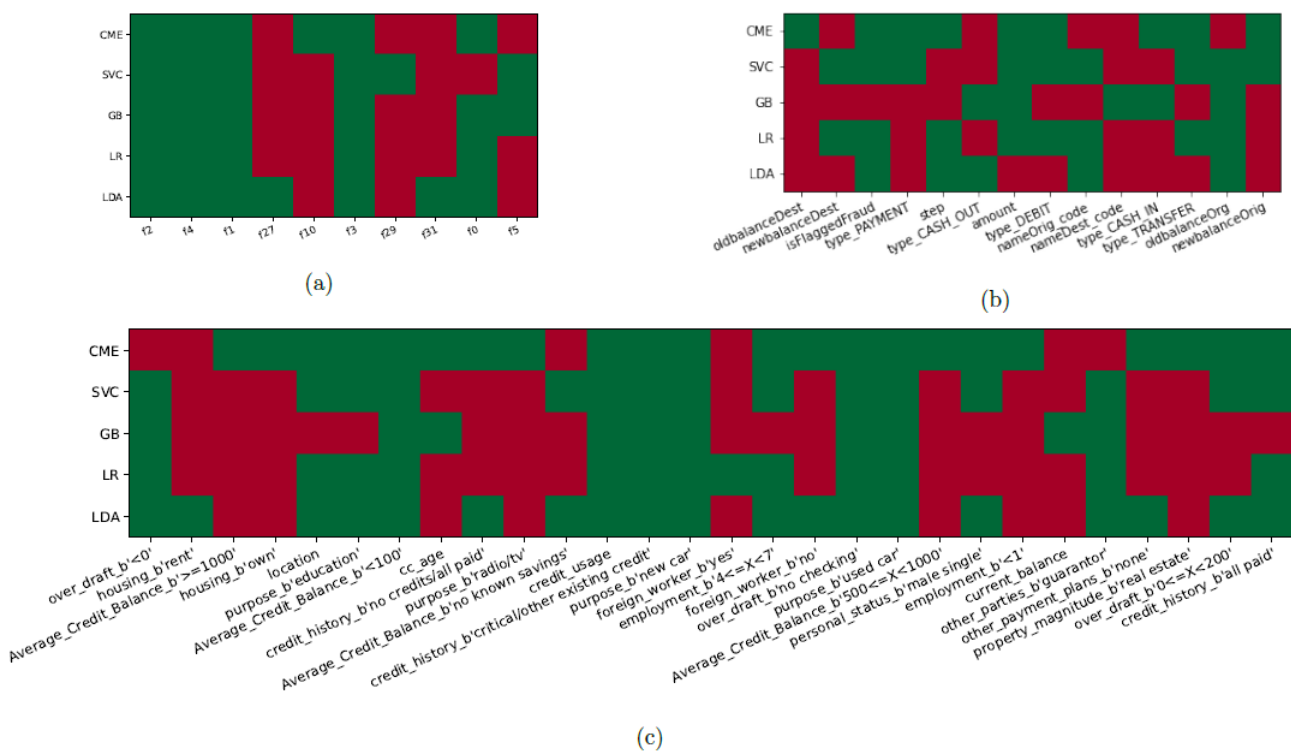 CME
SVC
GB
LR
LDA
f2 f4 f1 f27 f10 f3 f29 f31 f0 f5
(a)
CME
SVC
GB
LR
LDA
oldbalanceDest
newbalanceDest
isFlaggedFraud
type_PAYMENT
step
type_CASH_OUT
amount
type_DEBIT
nameOrig_code
nameDest_code
type_CASH_IN
type_TRANSFER
oldbalanceOrg
newbalanceOrig
(b)
CME
SVC
GB
LR
LDA
over_draft_b'<0'
housing_b'rent'
Average_Credit_Balance_b'>=1000'
housing_b'own'
location
purpose_b'education'
Average_Credit_Balance_b'<100'
cc_age
credit_history_b'no credits/all paid'
purpose_b'radio/tv'
Average_Credit_Balance_b'no known savings'
credit_usage
credit_history_b'critical/other existing credit'
purpose_b'new car'
foreign_worker_b'yes'
employment_b'4<=X<7'
foreign_worker_b'no'
over_draft_b'no checking'
purpose_b'used car'
Average_Credit_Balance_b'500<=X<1000'
personal_status_b'male single'
employment_b'<1'
current_balance
other_parties_b'guarantor'
other_payment_plans_b'none'
property_magnitude_b'real estate'
over_draft_b'0<=X<200'
credit_history_b'all paid'
(c)